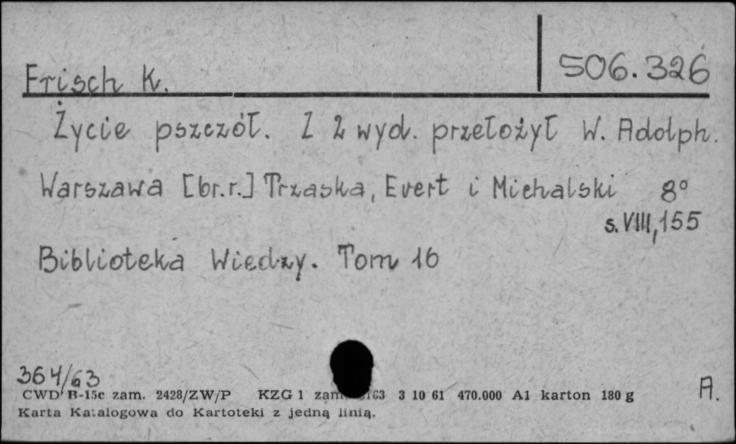 506.326
Frisch K.
Życie pszczół. Z 2 wyd. przełożył W. Adolph.
Warszawa [br.r.] Trzaska, Evert i Michalski 8°
s. VIII, 155
Biblioteka Wiedzy. Tom 16
364/63
CWD B-15c zam. 2428/ZW/P KZG 1 zam. 3 10 61 470.000 A1 karton 180 g
A.
Karta Katalogowa do Kartoteki z jedną linią.